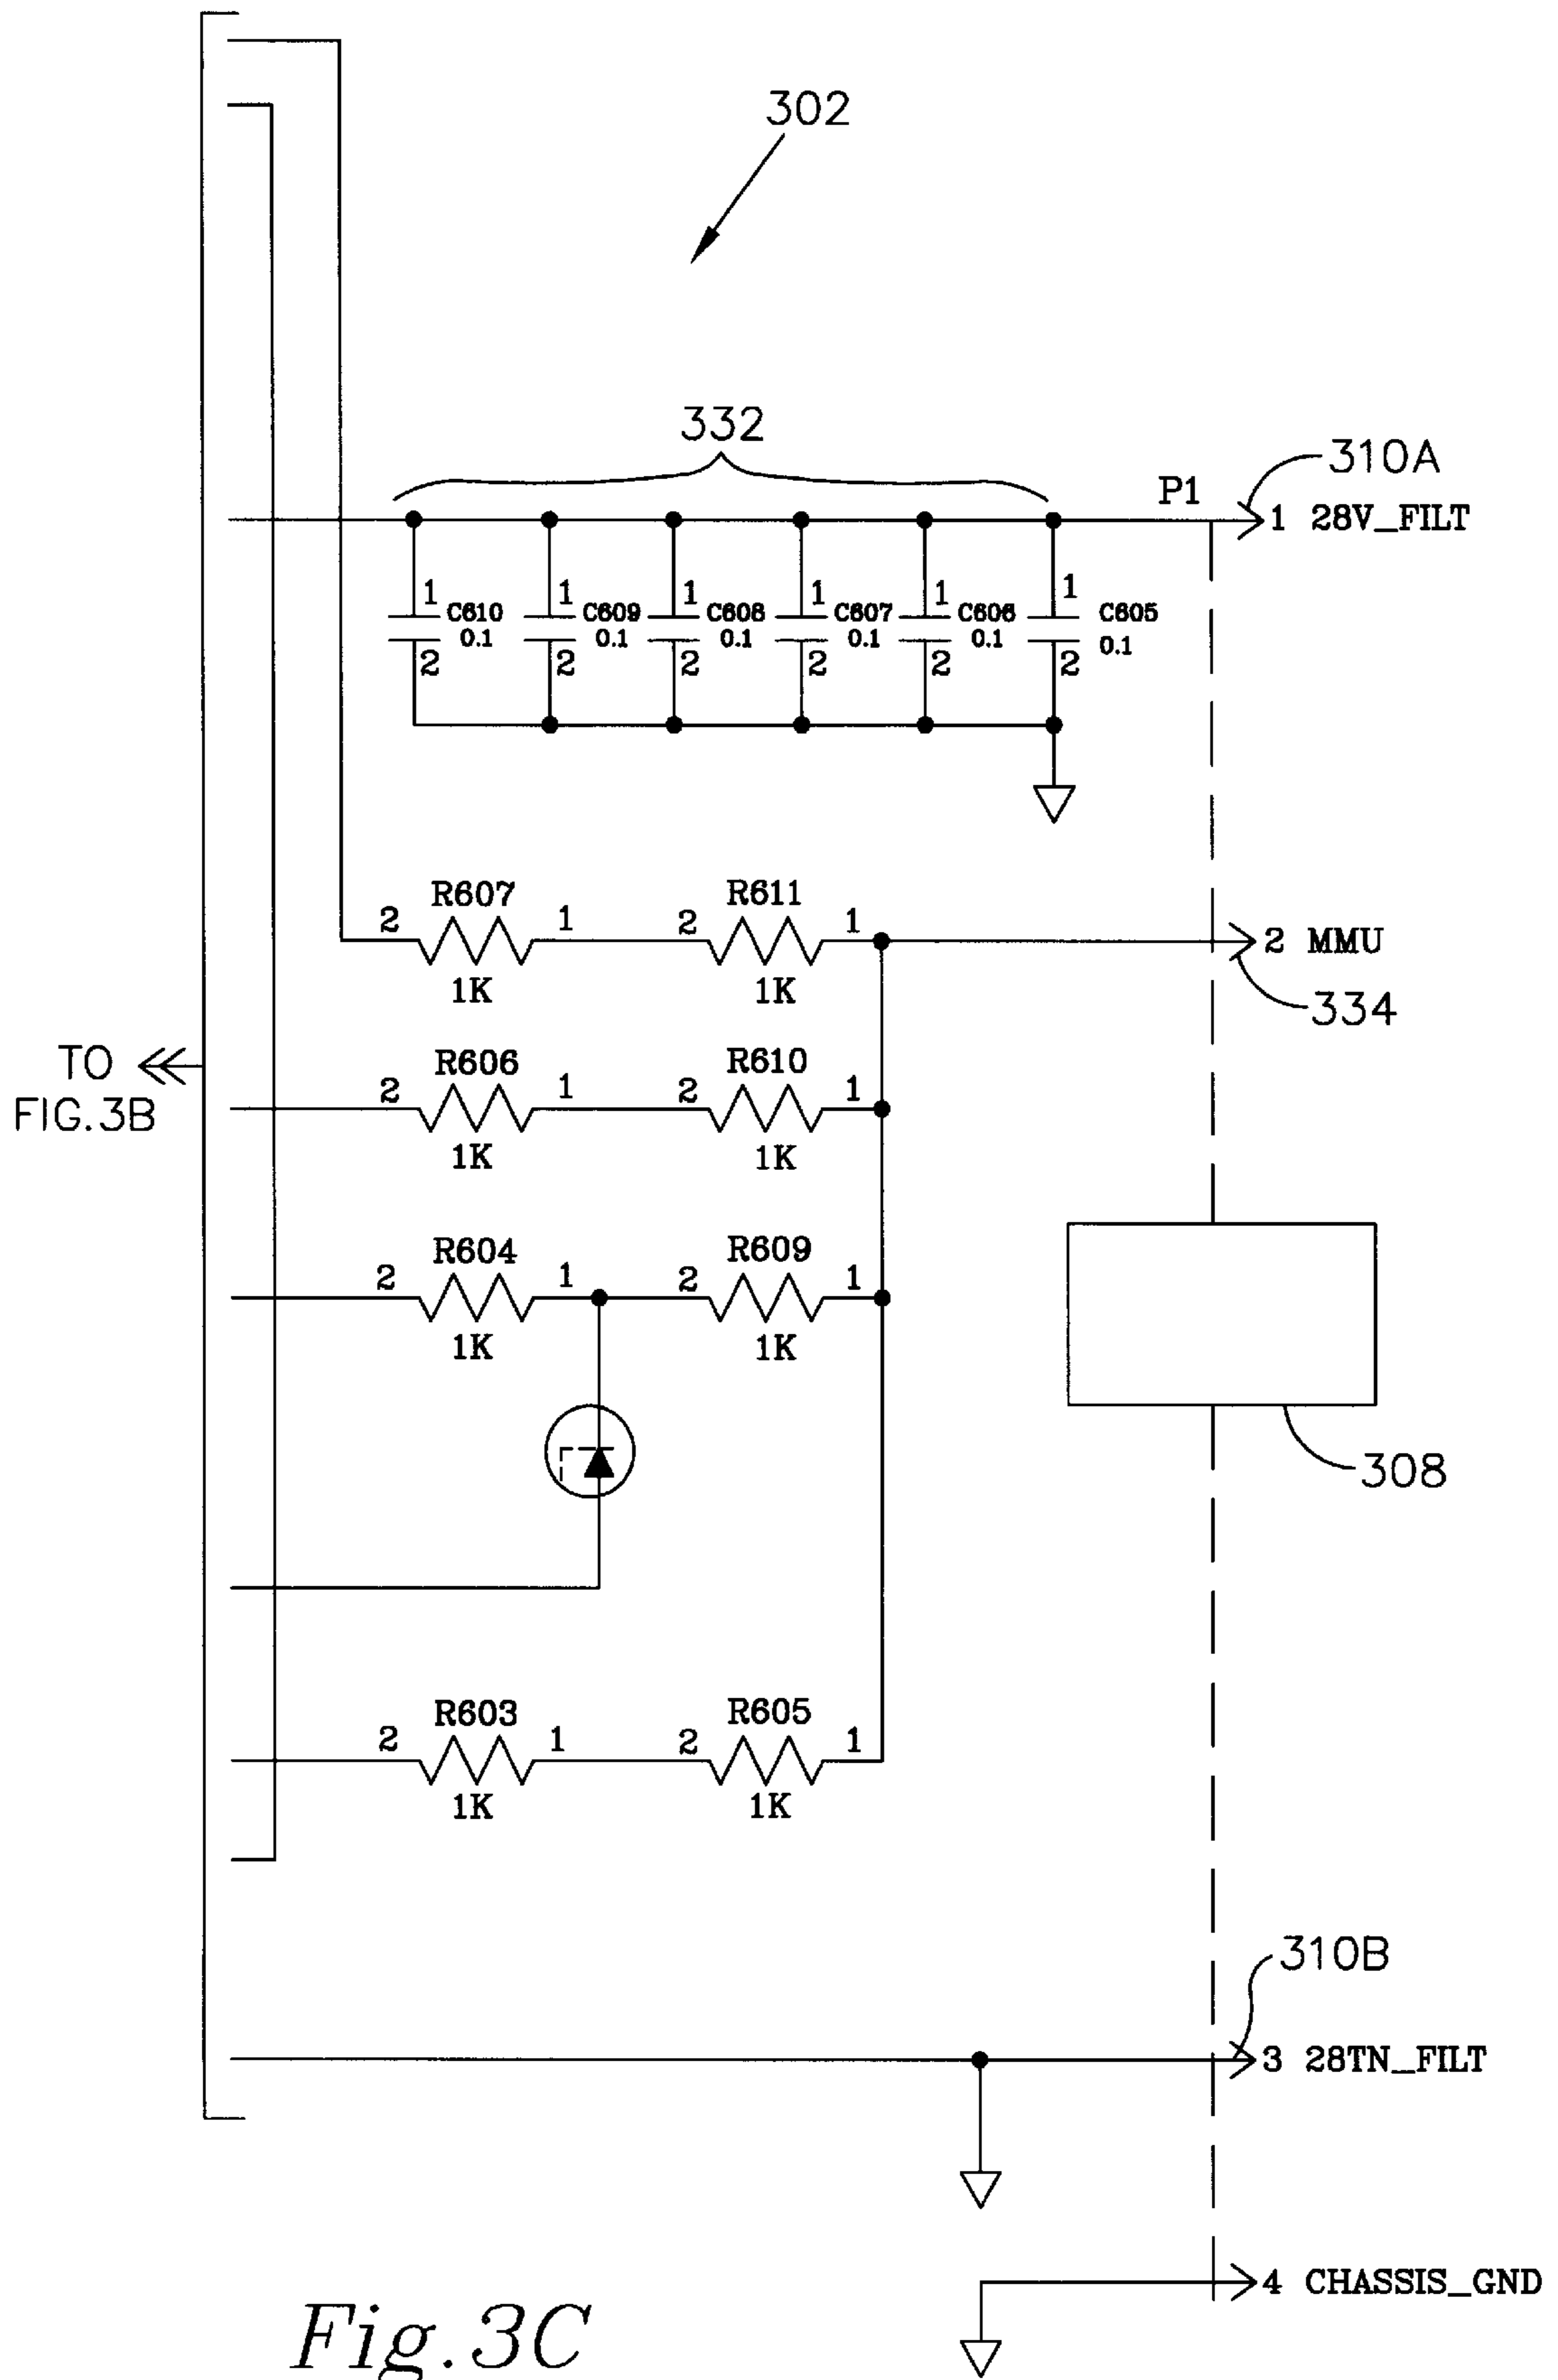 302
332
310A
P1
1 28V_FILT
1 1 1 1 1 1
C610 C609 C608 C607 C606 C605
0.1 0.1 0.1 0.1 0.1 0.1
2 2 2 2 2 2
R607 R611
2 1 2 1
2 MMU
1K 1K
334
TO
FIG.3B
R606 R610
2 1 2 1
1K 1K
R604 R609
2 1 2 1
1K 1K
308
R603 R605
2 1 2 1
1K 1K
310B
3 28TN_FILT
4 CHASSIS_GND
Fig.3C